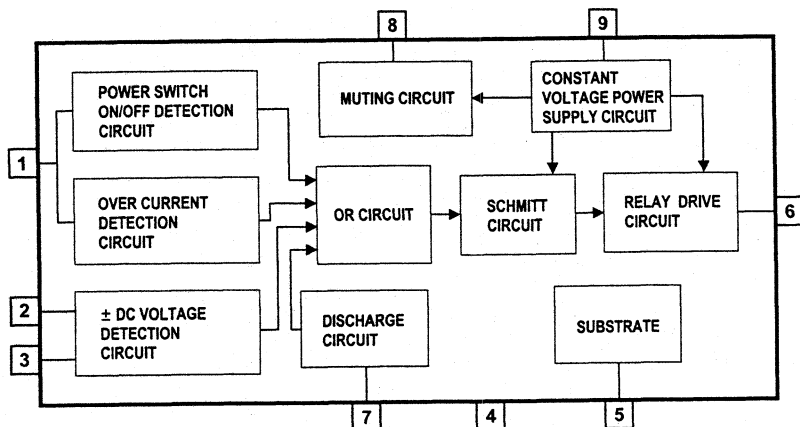 8
9
POWER SWITCH
ON/OFF DETECTION
CIRCUIT
MUTING CIRCUIT
CONSTANT
VOLTAGE POWER
SUPPLY CIRCUIT
1
OVER CURRENT
DETECTION
CIRCUIT
OR CIRCUIT
SCHMITT
CIRCUIT
RELAY DRIVE
CIRCUIT
6
2
3
± DC VOLTAGE
DETECTION
CIRCUIT
DISCHARGE
CIRCUIT
SUBSTRATE
7
4
5